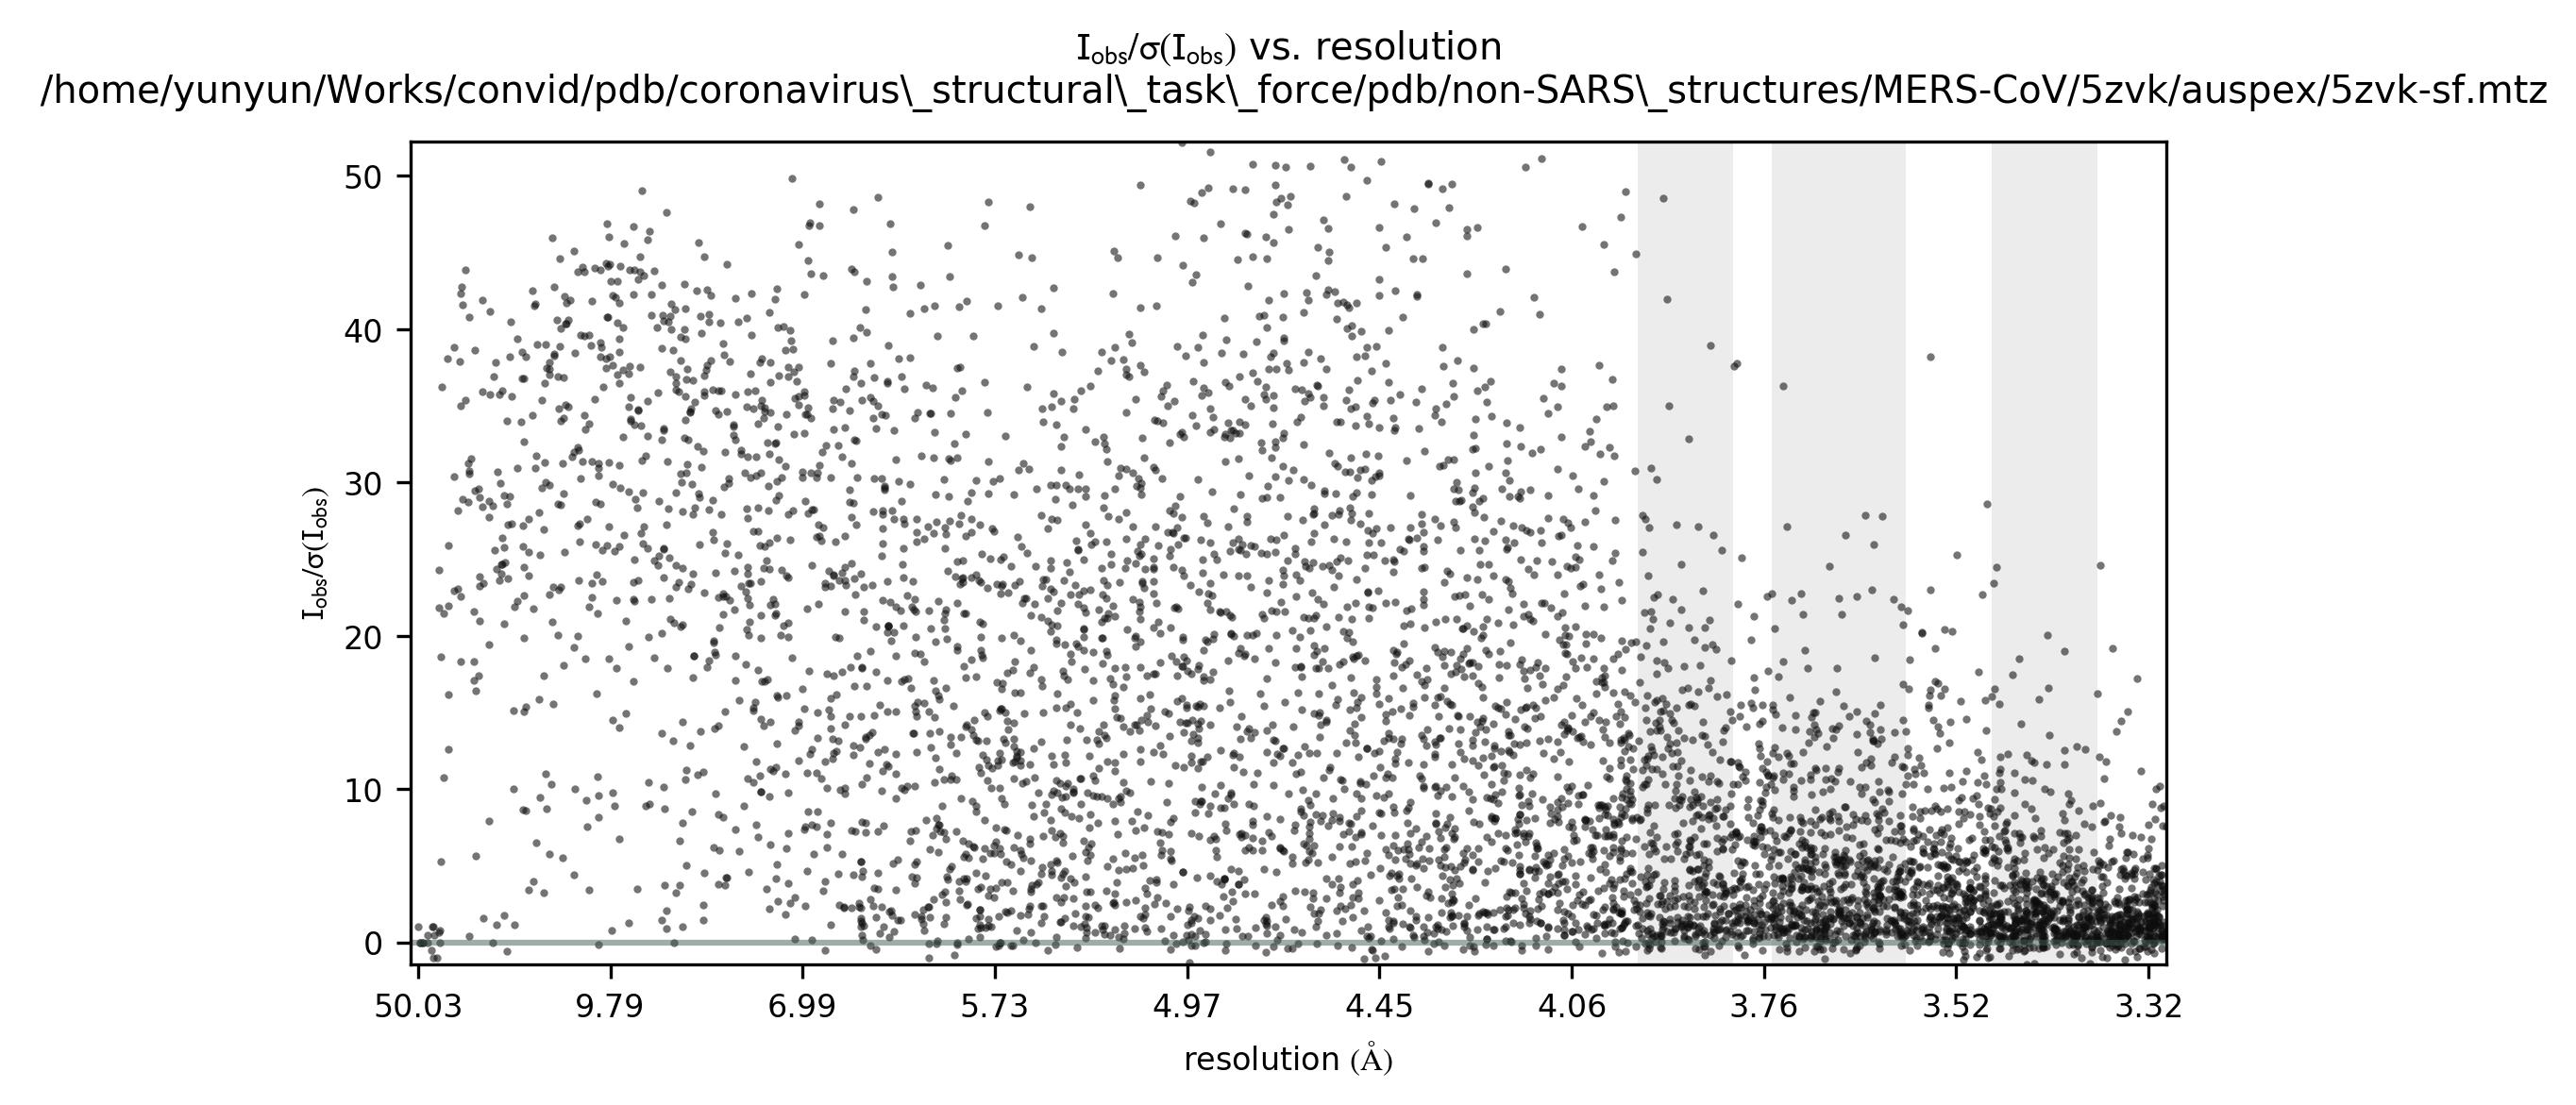 Iobs/σ(Iobs) vs. resolution
/home/yunyun/Works/convid/pdb/coronavirus\_structural\_task\_force/pdb/non-SARS\_structures/MERS-CoV/5zvk/auspex/5zvk-sf.mtz
Iobs/σ(Iobs)
50
40
30
20
10
0
50.03 9.79 6.99 5.73 4.97 4.45 4.06 3.76 3.52 3.32
resolution (Å)